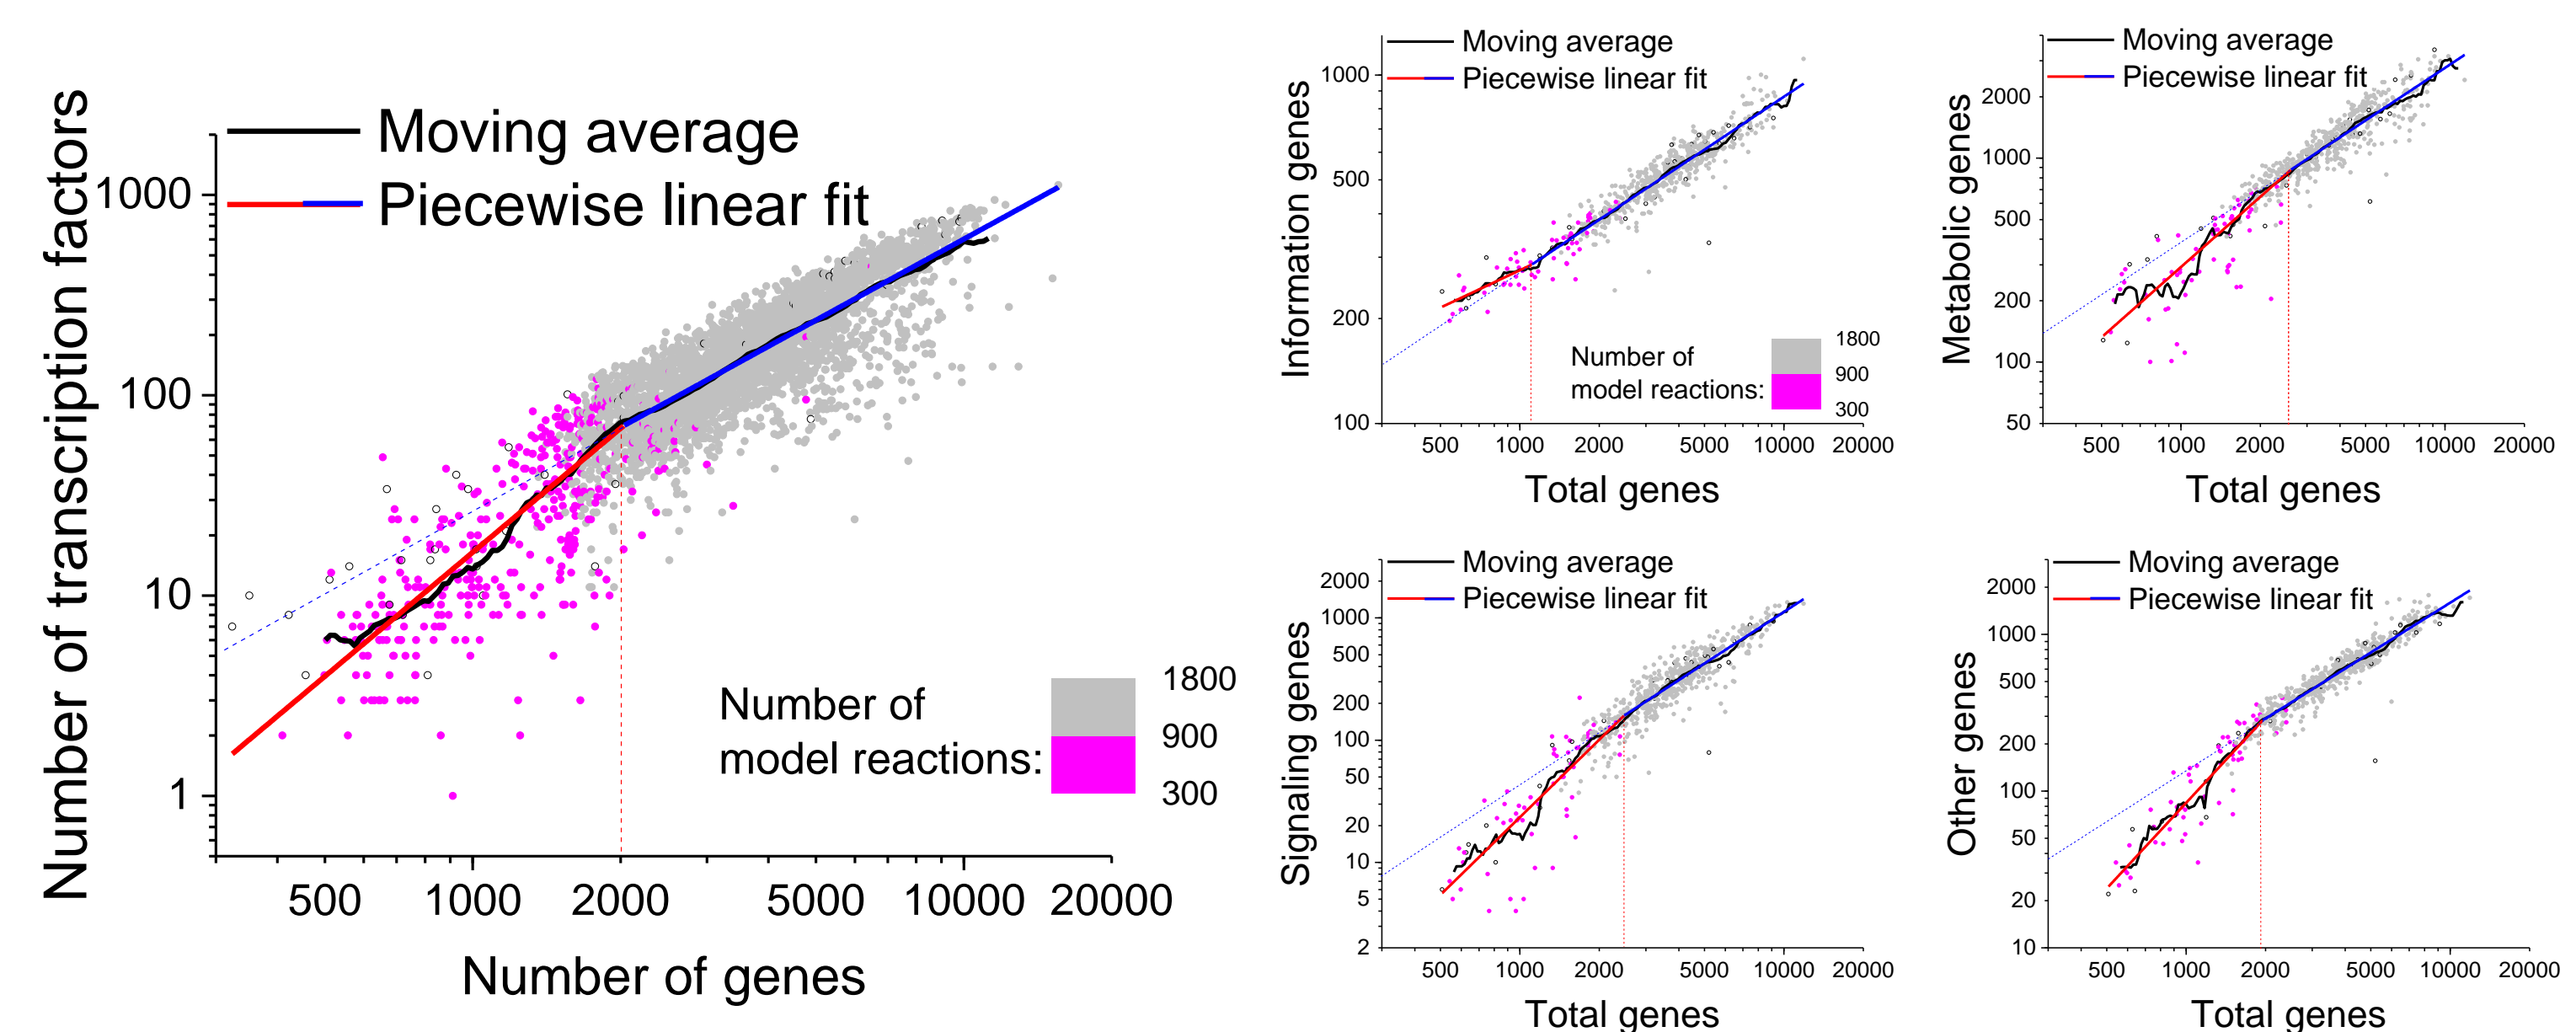 Number of transcription factors
Moving average
Piecewise linear fit
1000
100
10
1
Number of
model reactions:
1800
900
300
500 1000 2000 5000 10000 20000
Number of genes
Information genes
Moving average
Piecewise linear fit
1000
500
200
100
Number of
model reactions:
1800
900
300
500 1000 2000 5000 10000 20000
Total genes
Metabolic genes
Moving average
Piecewise linear fit
2000
1000
500
200
100
50
500 1000 2000 5000 10000 20000
Total genes
Signaling genes
Moving average
Piecewise linear fit
2000
1000
500
200
100
50
20
10
5
2
500 1000 2000 5000 10000 20000
Total genes
Other genes
Moving average
Piecewise linear fit
2000
1000
500
200
100
50
20
10
500 1000 2000 5000 10000 20000
Total genes